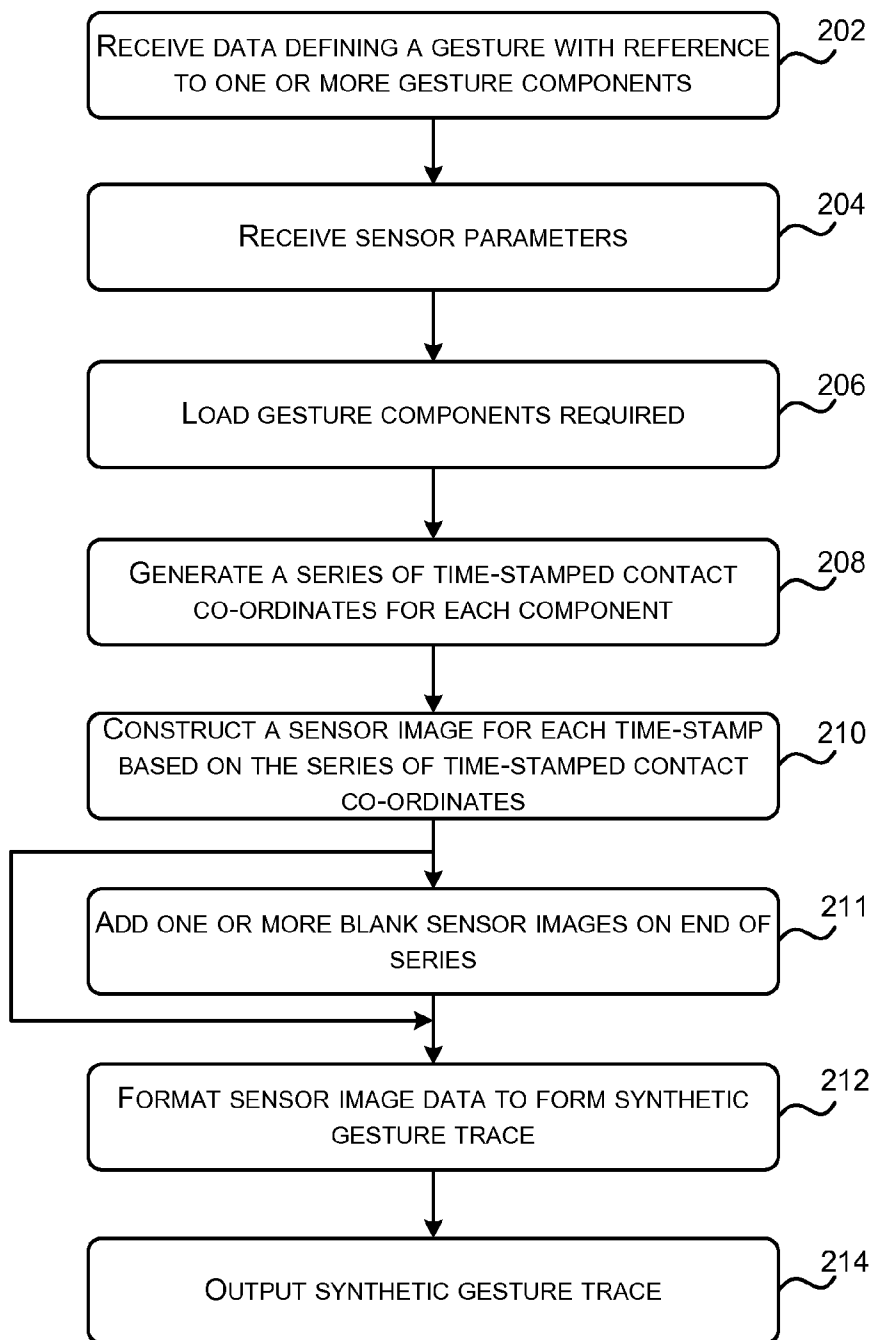 RECEIVE DATA DEFINING A GESTURE WITH REFERENCE
TO ONE OR MORE GESTURE COMPONENTS
202
RECEIVE SENSOR PARAMETERS
204
LOAD GESTURE COMPONENTS REQUIRED
206
GENERATE A SERIES OF TIME-STAMPED CONTACT
CO-ORDINATES FOR EACH COMPONENT
208
CONSTRUCT A SENSOR IMAGE FOR EACH TIME-STAMP
BASED ON THE SERIES OF TIME-STAMPED CONTACT
CO-ORDINATES
210
ADD ONE OR MORE BLANK SENSOR IMAGES ON END OF
SERIES
211
FORMAT SENSOR IMAGE DATA TO FORM SYNTHETIC
GESTURE TRACE
212
OUTPUT SYNTHETIC GESTURE TRACE
214